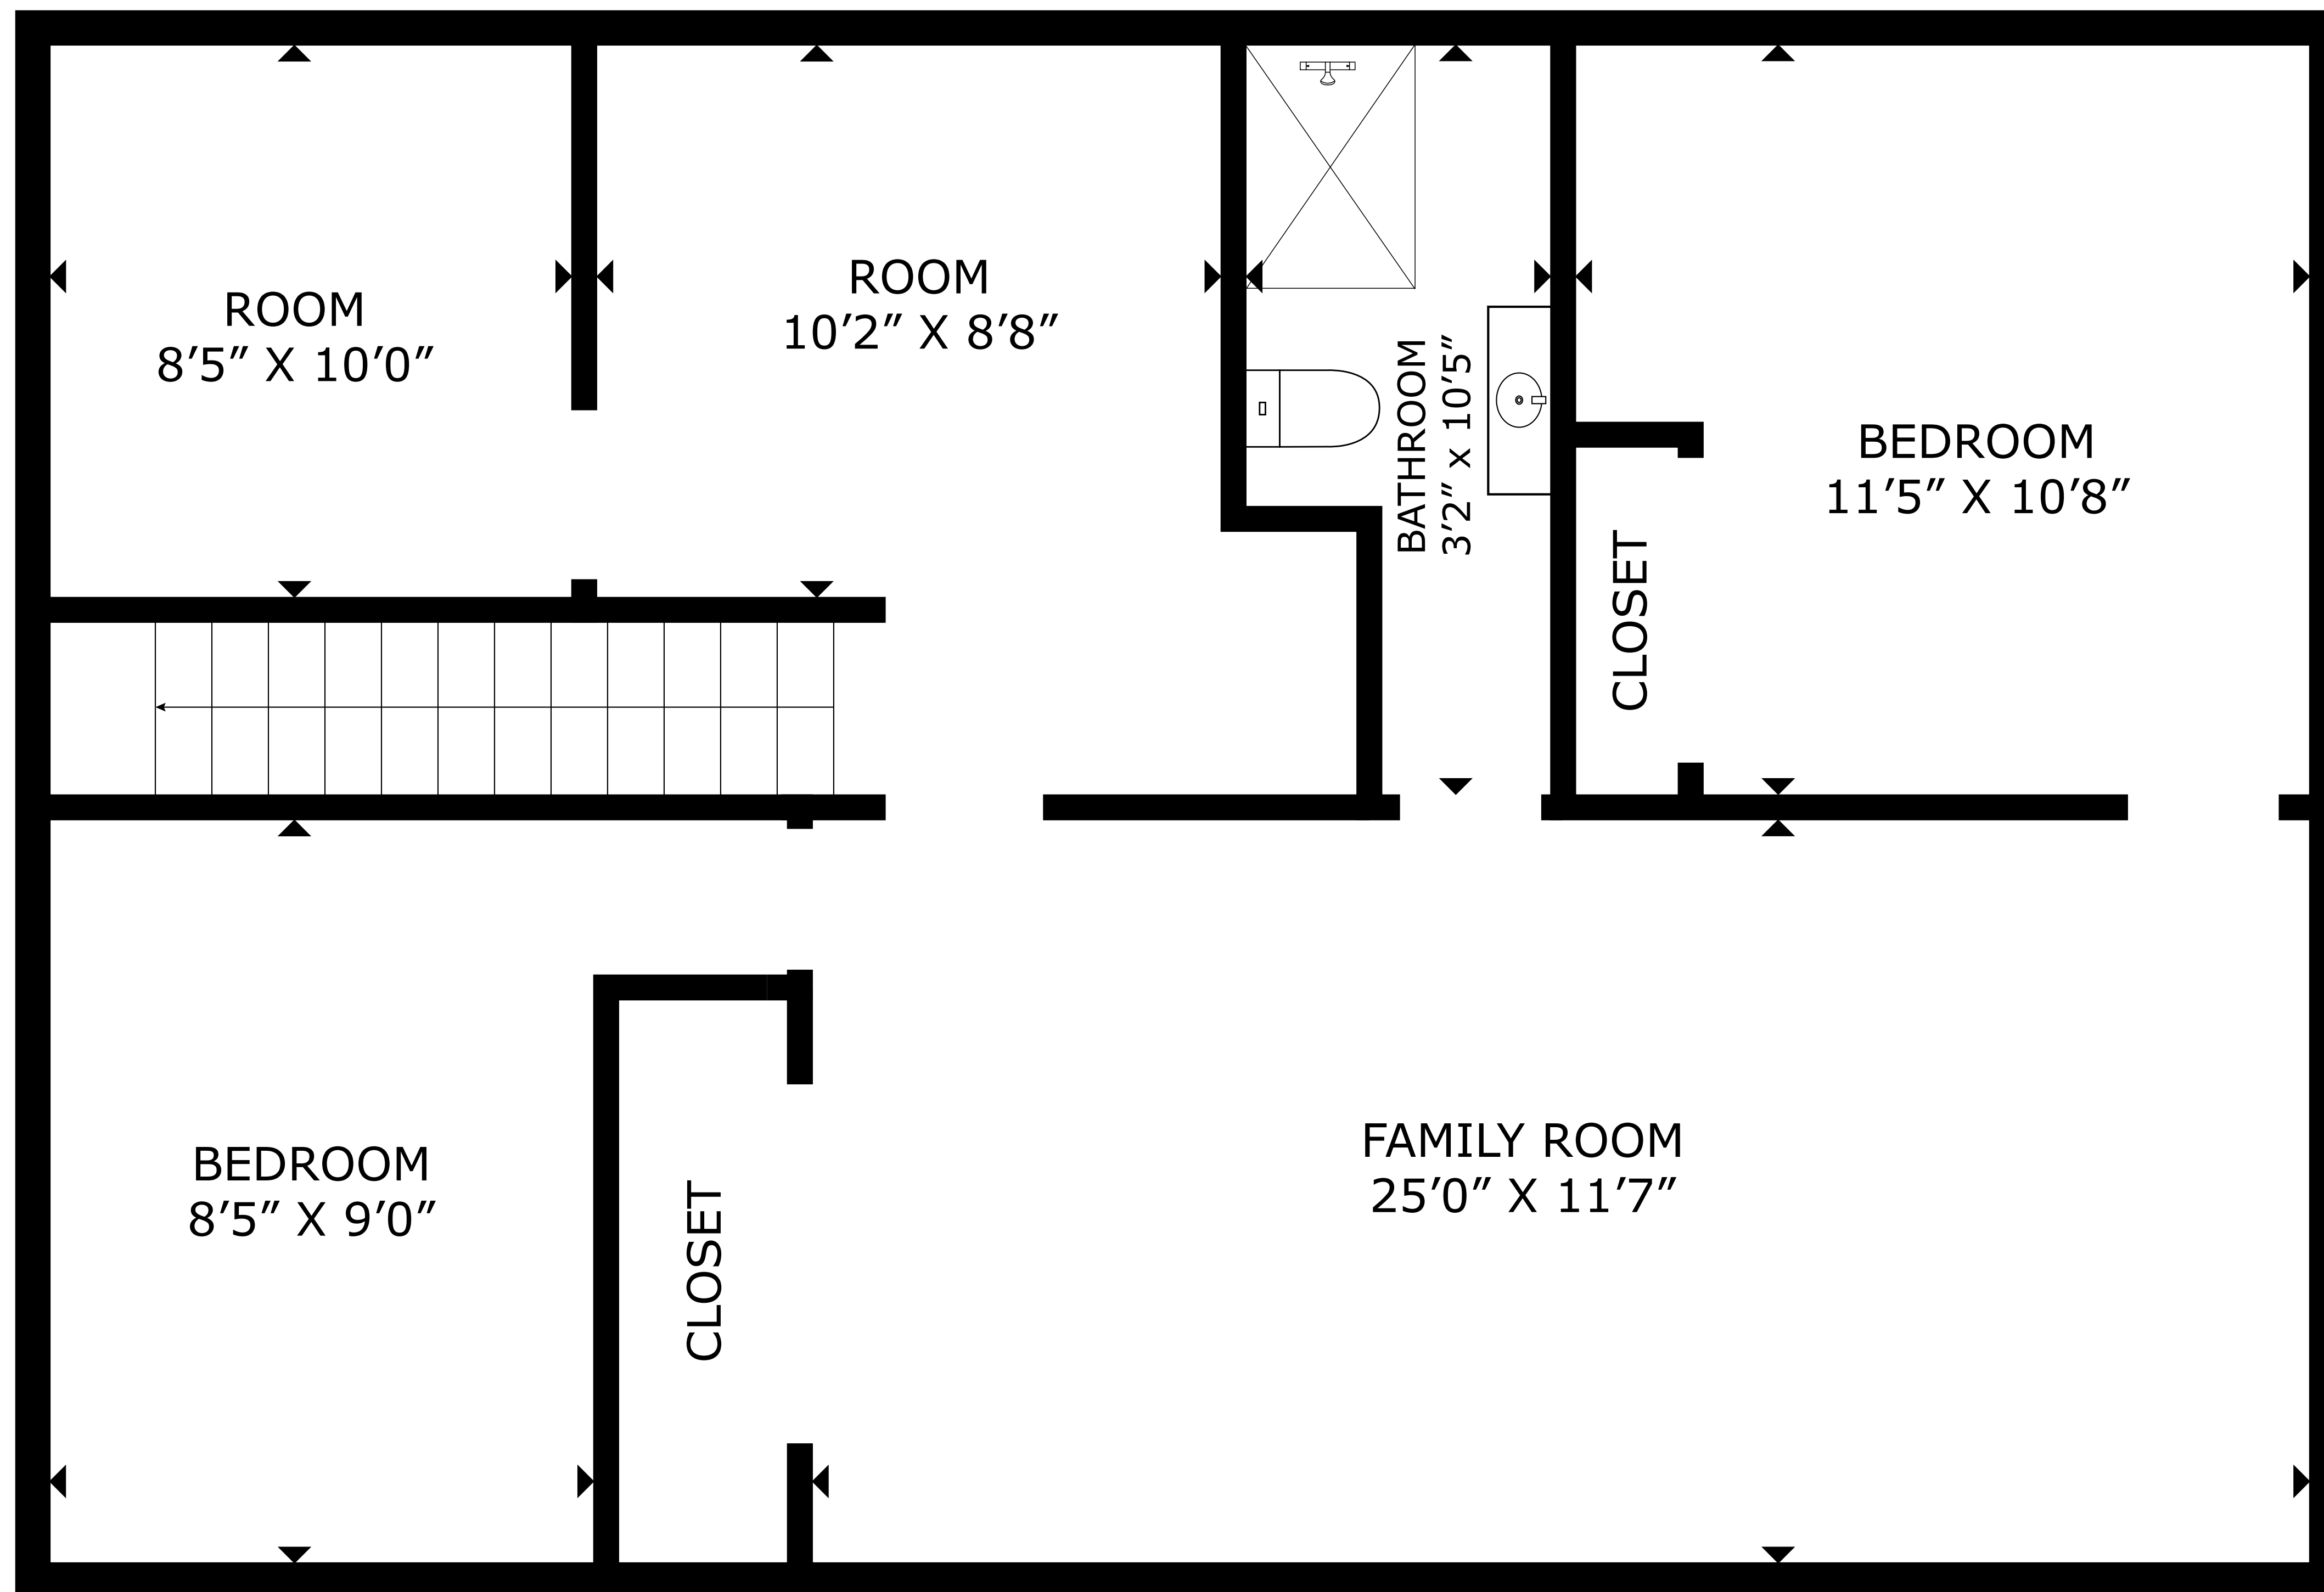 ROOM
8′5″ X 10′0″
ROOM
10′2″ X 8′8″
BATHROOM
3′2″ x 10′5″
CLOSET
BEDROOM
11′5″ X 10′8″
BEDROOM
8′5″ X 9′0″
CLOSET
FAMILY ROOM
25′0″ X 11′7″